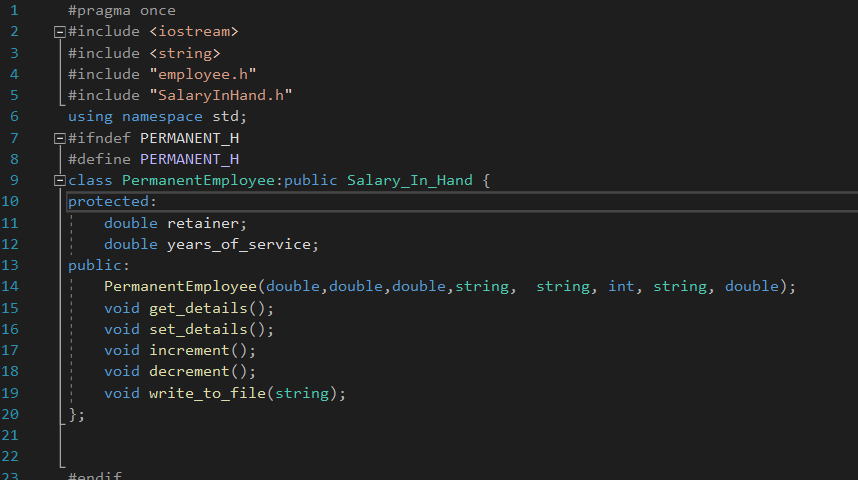 1 #pragma once
2 #include <iostream>
3 #include <string>
4 #include "employee.h"
5 #include "SalaryInHand.h"
6 using namespace std;
7 #ifndef PERMANENT_H
8 #define PERMANENT_H
9 class PermanentEmployee:public Salary_In_Hand {
10 protected:
11     double retainer;
12     double years_of_service;
13 public:
14     PermanentEmployee(double,double,double,string,  string, int, string, double);
15     void get_details();
16     void set_details();
17     void increment();
18     void decrement();
19     void write_to_file(string);
20 };
21
22
23 #endif